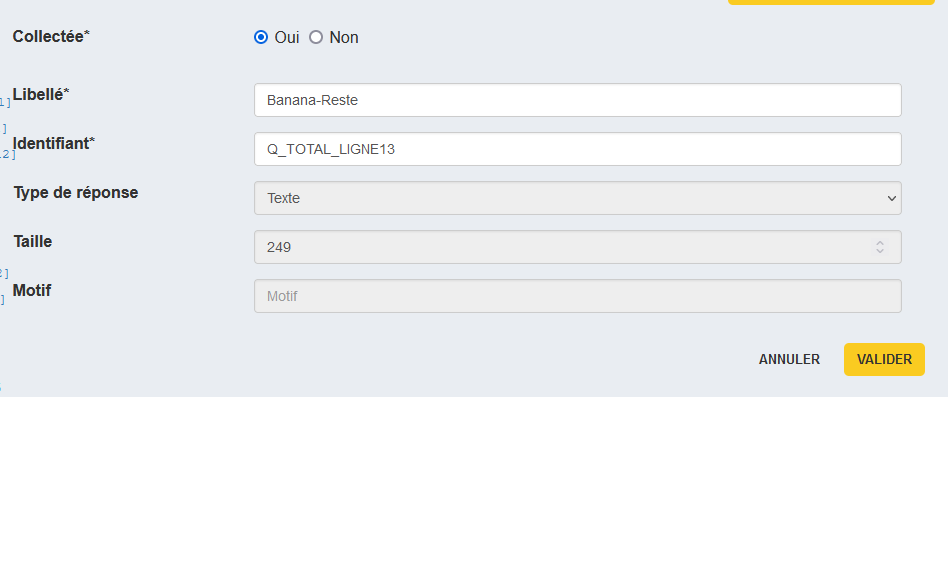 Collectée*
Oui Non
Libellé*
Banana-Reste
Identifiant*
Q_TOTAL_LIGNE13
Type de réponse
Texte
Taille
249
Motif
Motif
ANNULER VALIDER